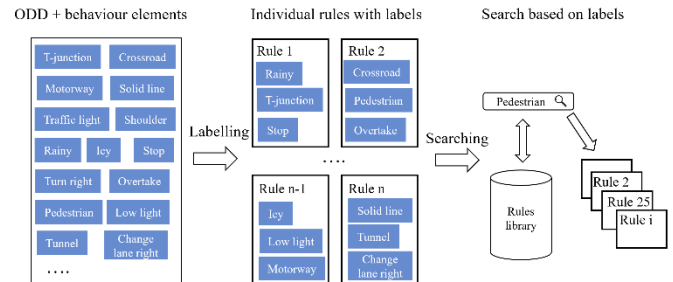 ODD + behaviour elements
T-junction
Crossroad
Motorway
Solid line
Traffic light
Shoulder
Rainy
Icy
Stop
Turn right
Overtake
Pedestrian
Low light
Tunnel
Change
lane right
....
Labelling
Individual rules with labels
Rule 1
Rainy
T-junction
Stop
Rule 2
Crossroad
Pedestrian
Overtake
....
Rule n-1
Icy
Low light
Motorway
Rule n
Solid line
Tunnel
Change
lane right
Searching
Search based on labels
Pedestrian
Rules
library
Rule 2
Rule 25
Rule i